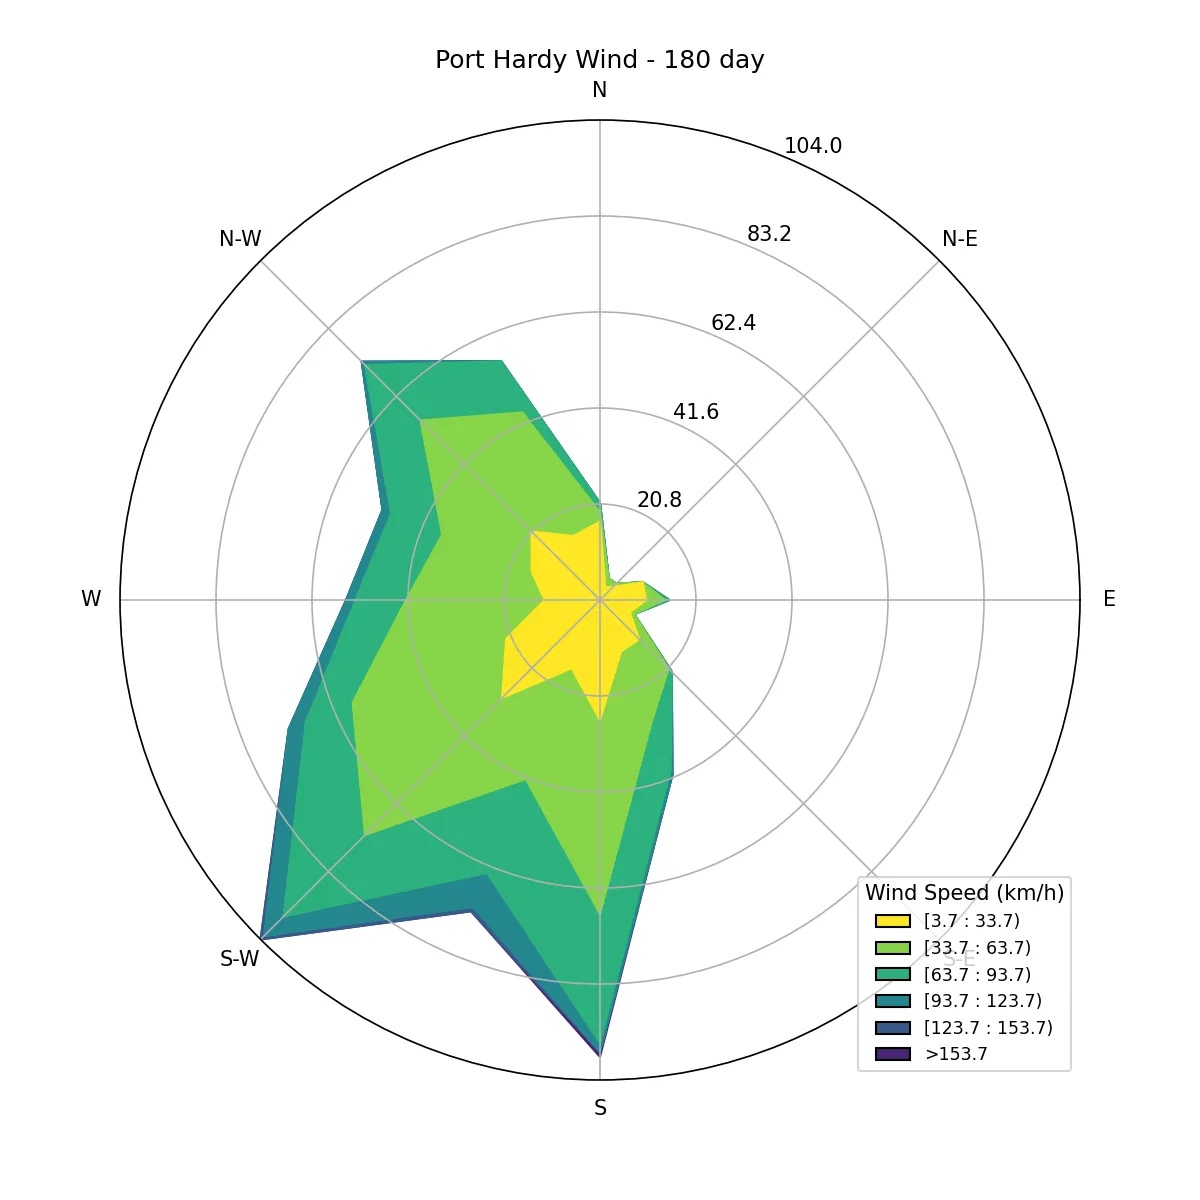 Port Hardy Wind - 180 day
N
104.0
N-W
83.2
N-E
62.4
41.6
20.8
W
E
Wind Speed (km/h)
[3.7 : 33.7)
[33.7 : 63.7)
[63.7 : 93.7)
[93.7 : 123.7)
[123.7 : 153.7)
>153.7
S-W
S-E
S